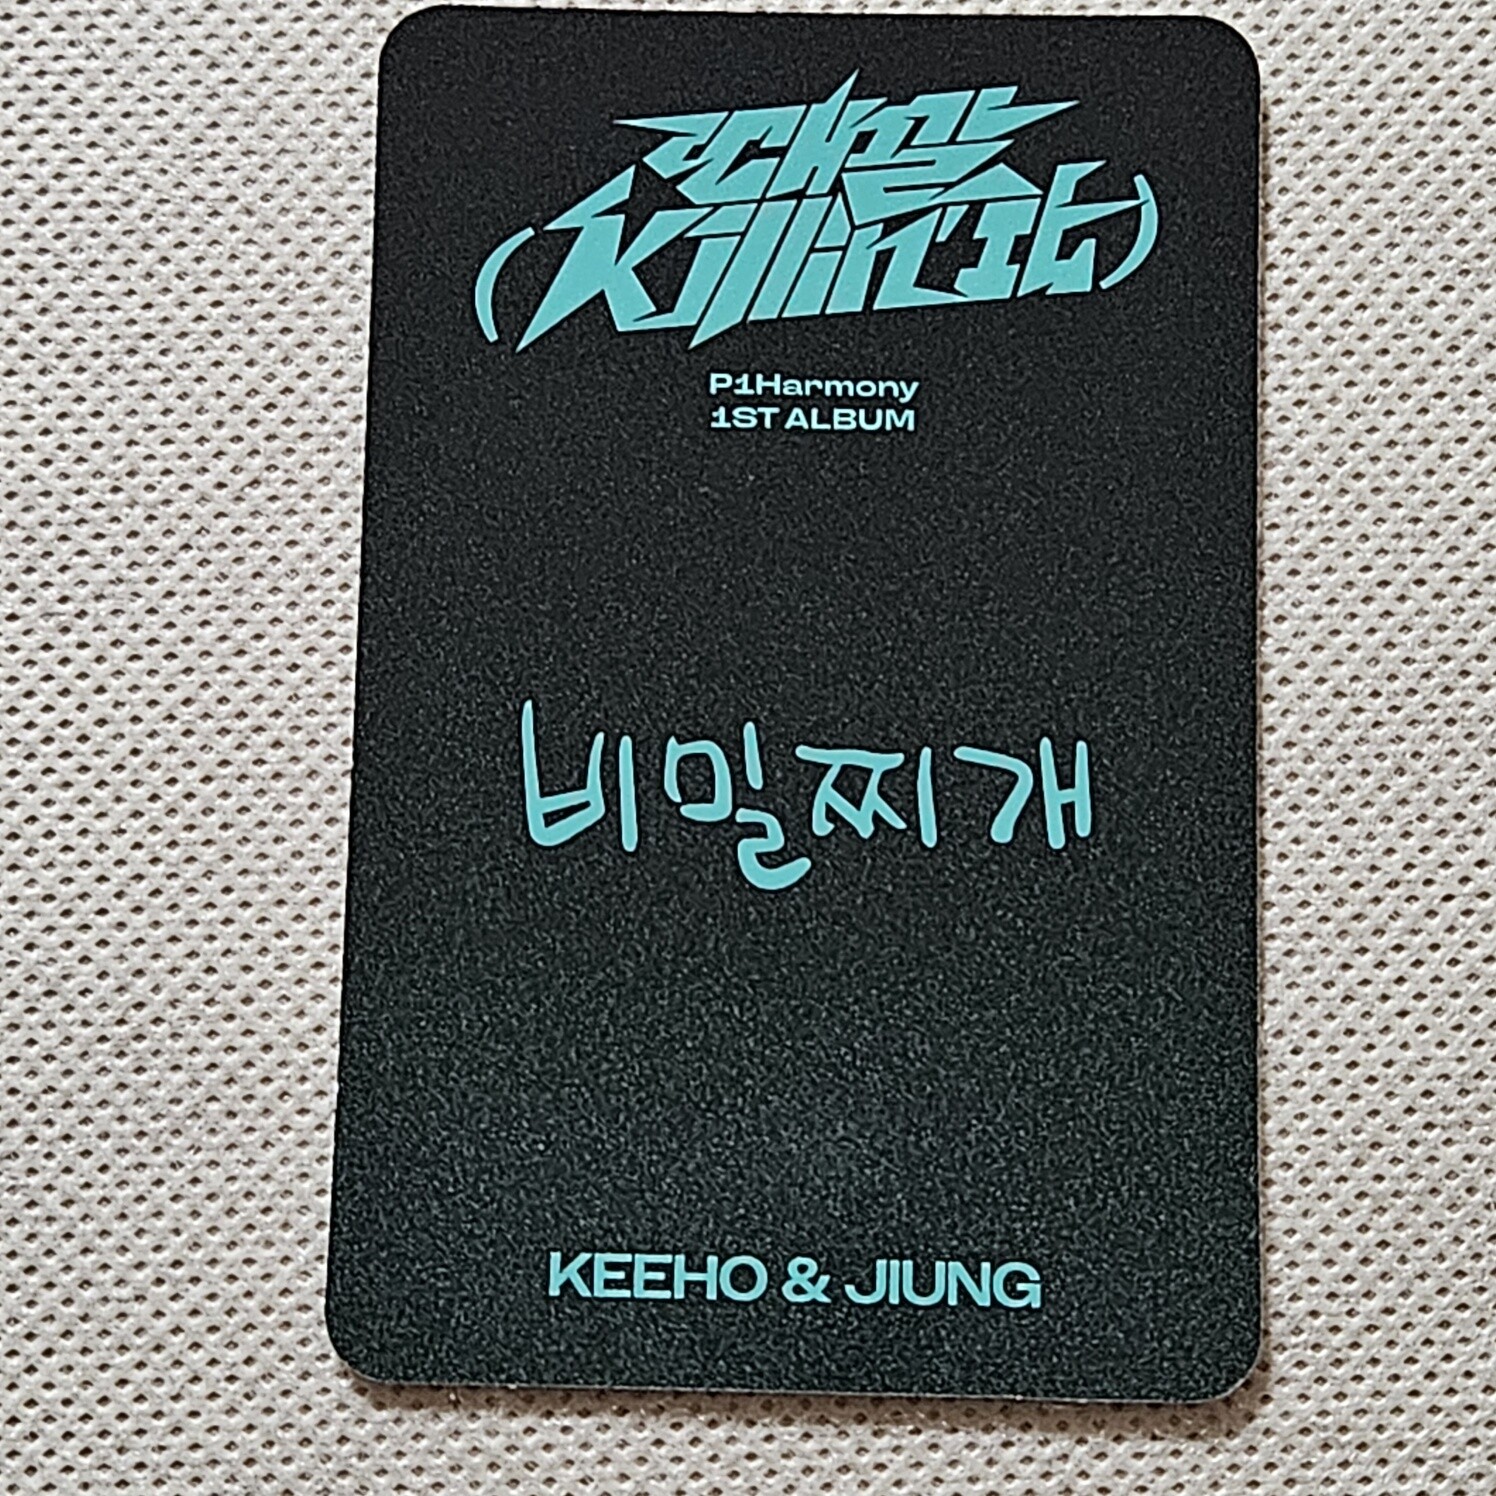 때깔
(Killin' It)
P1Harmony
1ST ALBUM
비밀찌개
KEEHO & JIUNG